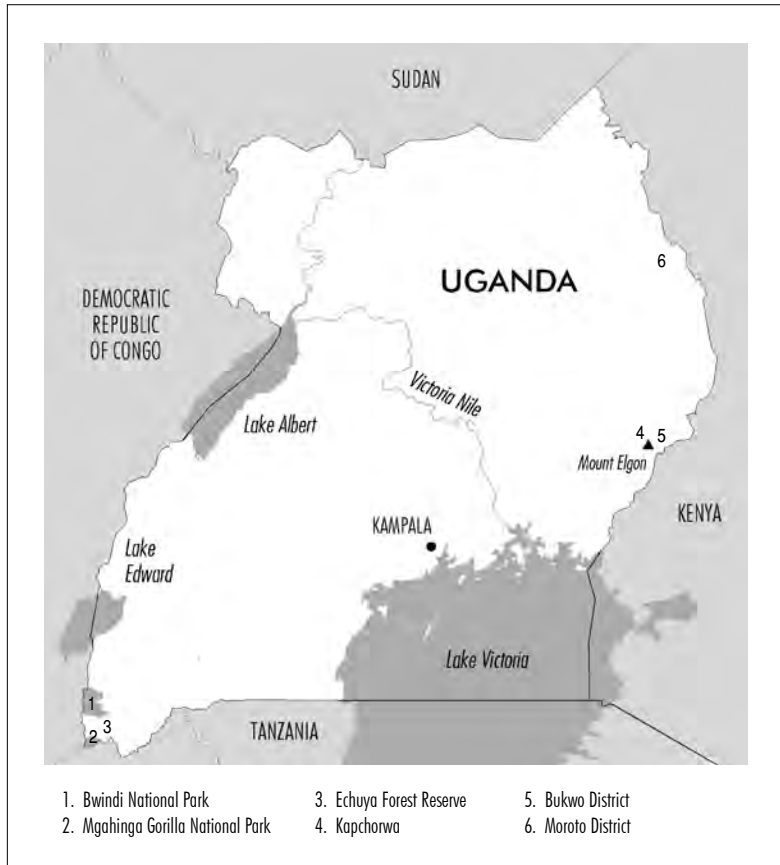 SUDAN
UGANDA
6
DEMOCRATIC
REPUBLIC
OF CONGO
Lake Albert
Victoria Nile
4 5
Mount Elgon
KAMPALA
KENYA
Lake
Edward
Lake Victoria
1
2 3
TANZANIA
1. Bwindi National Park
2. Mgahinga Gorilla National Park
3. Echuya Forest Reserve
4. Kapchorwa
5. Bukwo District
6. Moroto District